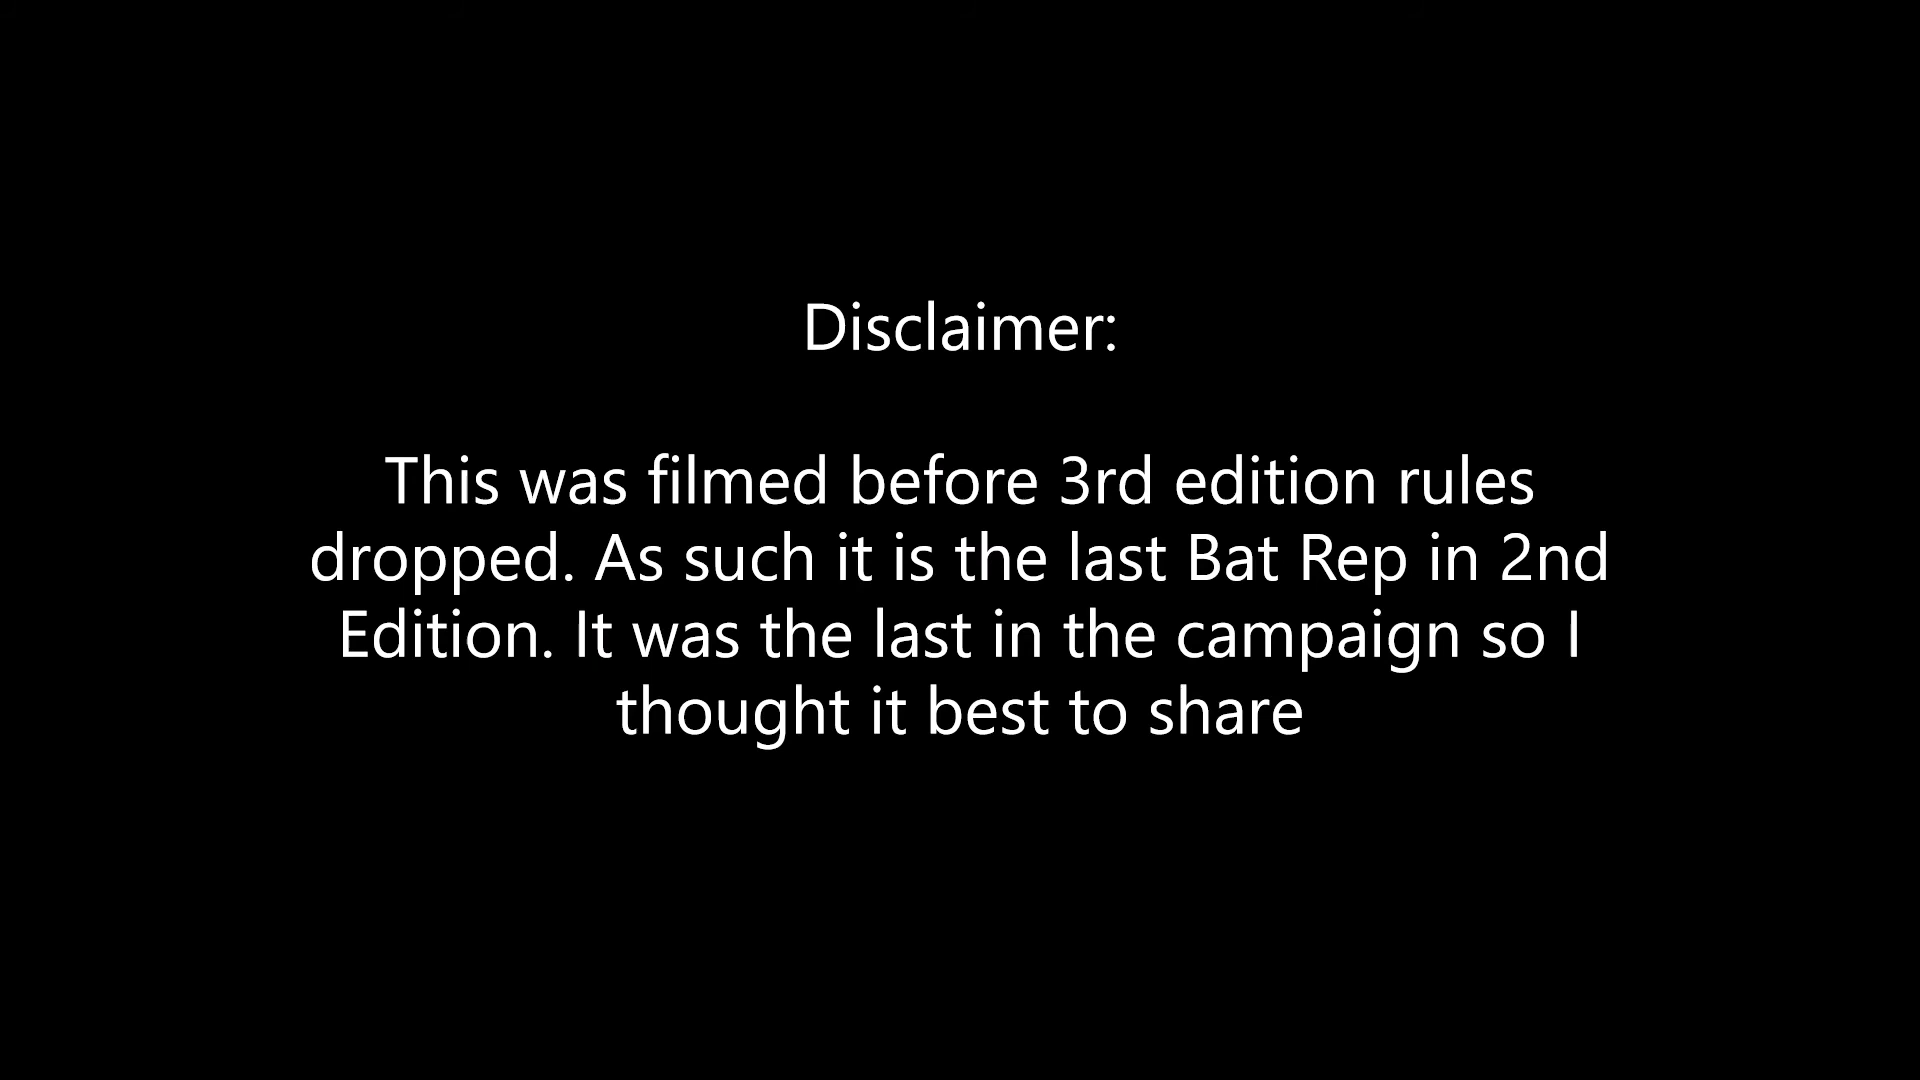 Disclaimer:
This was filmed before 3rd edition rules
dropped. As such it is the last Bat Rep in 2nd
Edition. It was the last in the campaign so I
thought it best to share